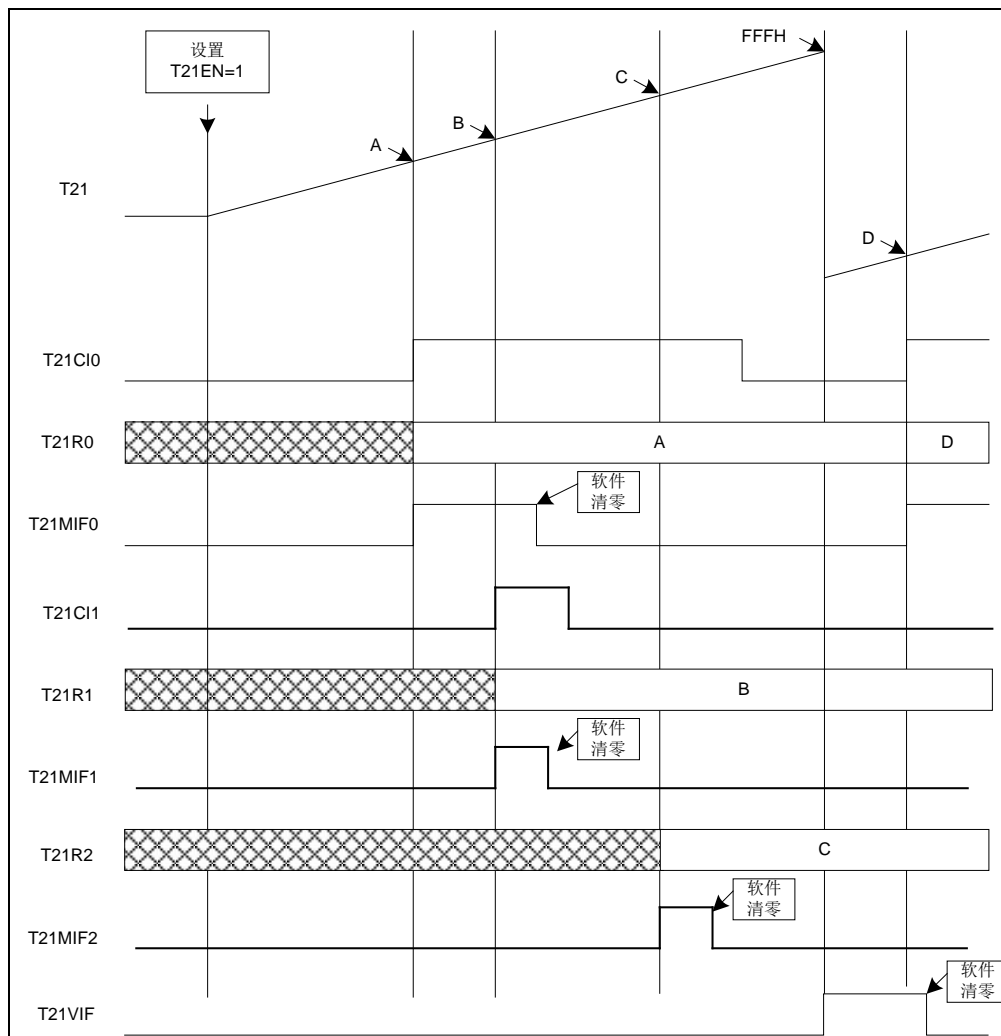 设置
T21EN=1
FFFH
C
B
A
T21
D
T21CI0
T21R0
A
D
软件
清零
T21MIF0
T21CI1
T21R1
B
软件
清零
T21MIF1
T21R2
C
软件
清零
T21MIF2
软件
清零
T21VIF